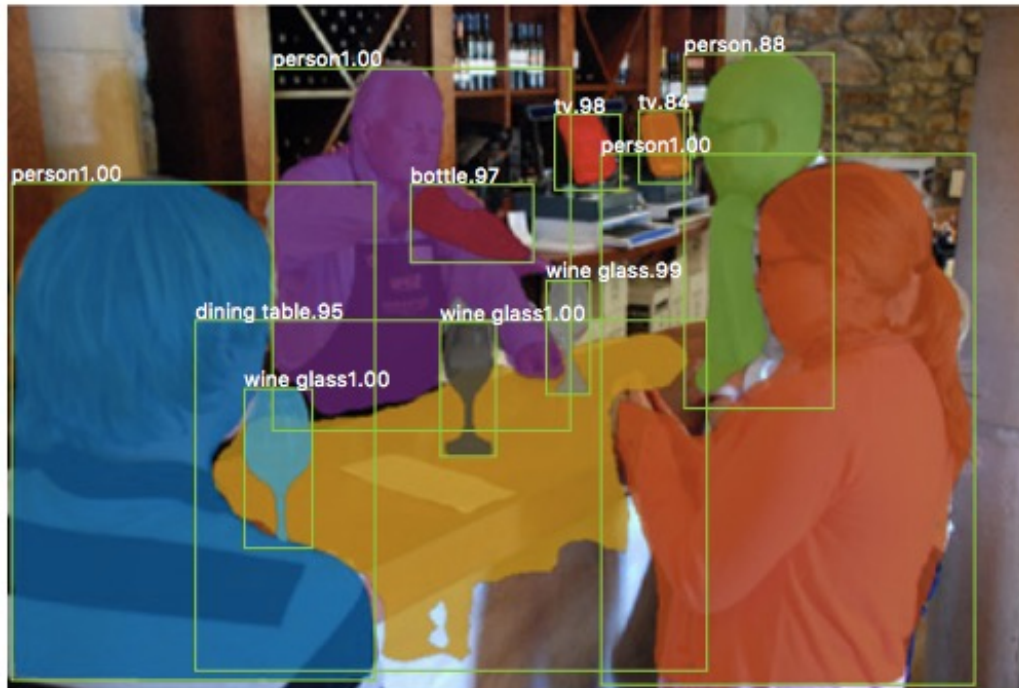 person.88
person1.00
tv.98
tv.84
person1.00
person1.00
bottle.97
wine glass.99
dining table.95
wine glass1.00
wine glass1.00